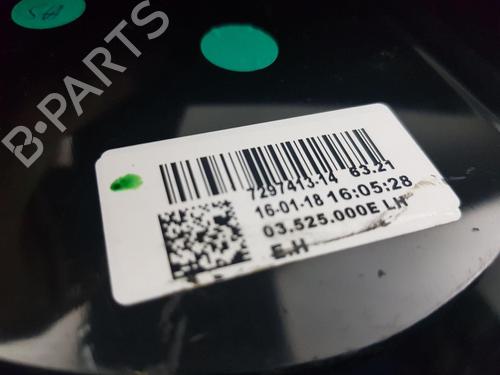 B-PARTS
7297413-14 63.21
16-01-18 16:05:28
03.525.000E LH
E.H